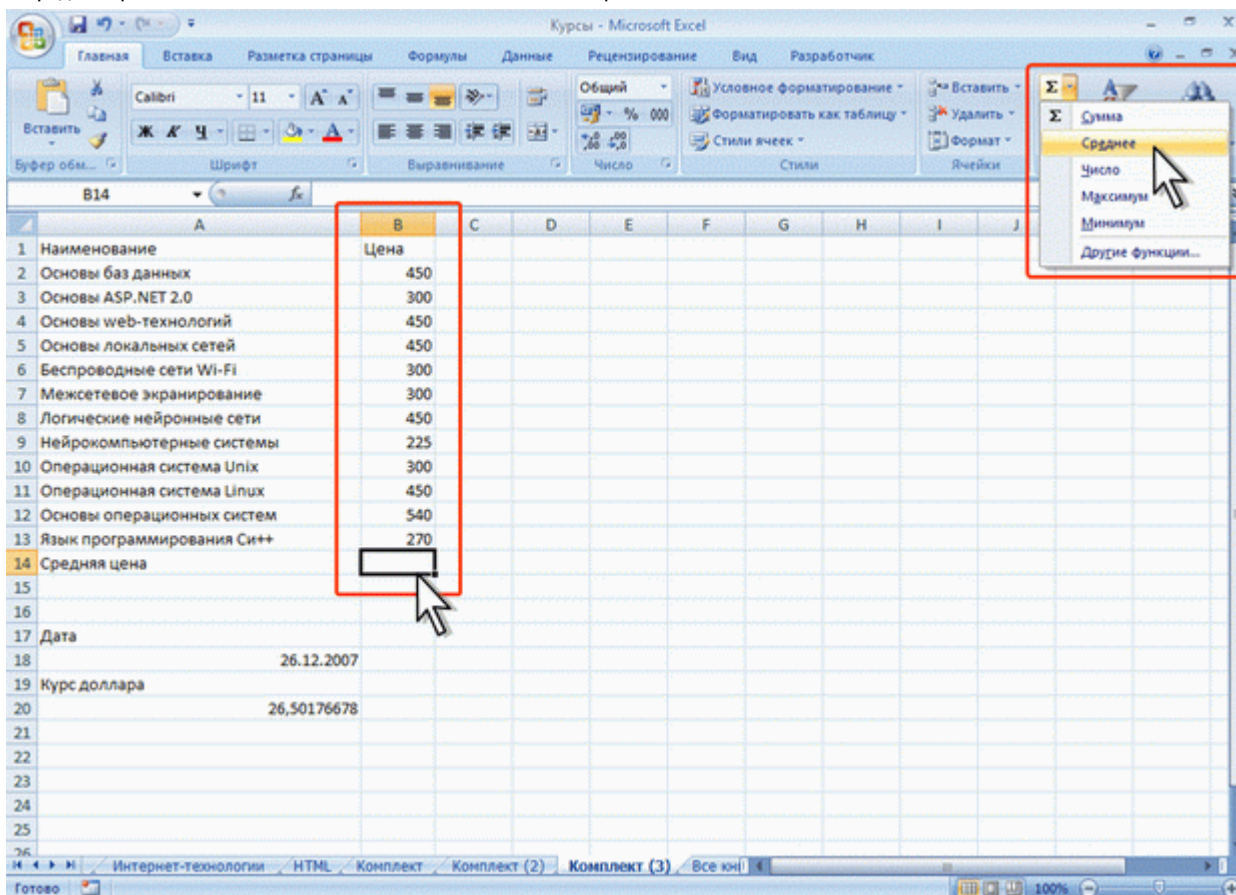 Курсы - Microsoft Excel
Главная Вставка Разметка страницы Формулы Данные Рецензирование Вид Разработчик
Вставить
Calibri 11 A A
Ж К Ч
Общий
% 000
Условное форматирование
Форматировать как таблицу
Стили ячеек
Вставить
Удалить
Формат
Σ
Σ Сумма
Среднее
Число
Максимум
Минимум
Другие функции...
Буфер обм... Шрифт Выравнивание Число Стили Ячейки
B14 fx
A B C D E F G H I J
1 Наименование Цена
2 Основы баз данных 450
3 Основы ASP.NET 2.0 300
4 Основы web-технологий 450
5 Основы локальных сетей 450
6 Беспроводные сети Wi-Fi 300
7 Межсетевое экранирование 300
8 Логические нейронные сети 450
9 Нейрокомпьютерные системы 225
10 Операционная система Unix 300
11 Операционная система Linux 450
12 Основы операционных систем 540
13 Язык программирования Си++ 270
14 Средняя цена
15
16
17 Дата
18 26.12.2007
19 Курс доллара
20 26,50176678
21
22
23
24
25
26
Интернет-технологии HTML Комплект Комплект (2) Комплект (3) Все кни
Готово 100%